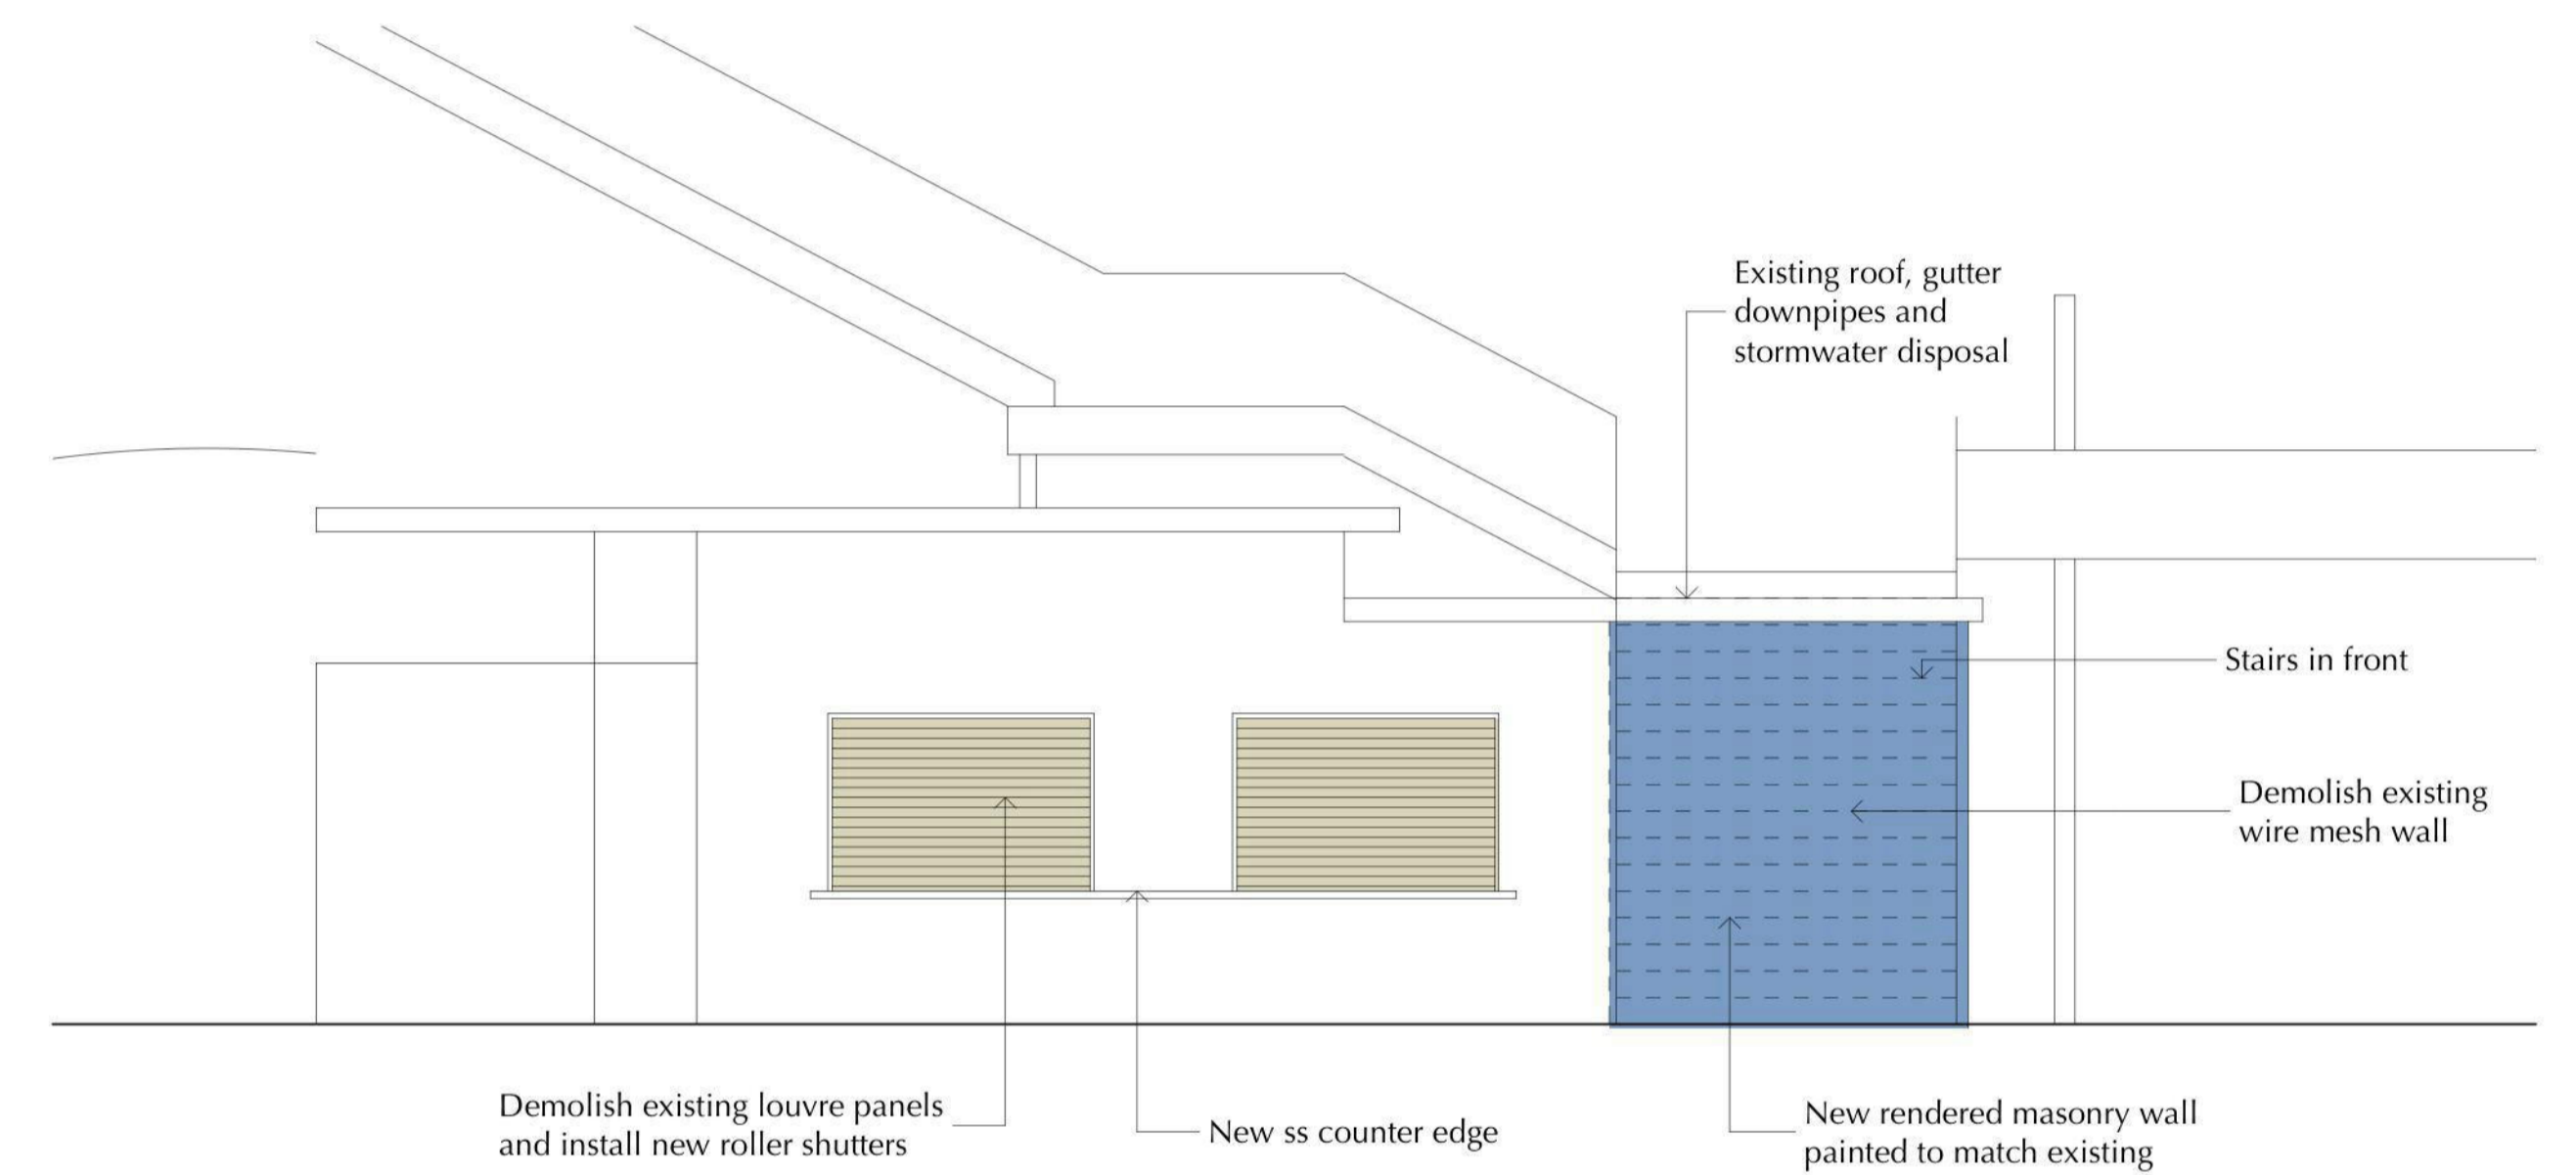 Existing roof, gutter
downpipes and
stormwater disposal
Stairs in front
Demolish existing
wire mesh wall
Demolish existing louvre panels
and install new roller shutters
New ss counter edge
New rendered masonry wall
painted to match existing